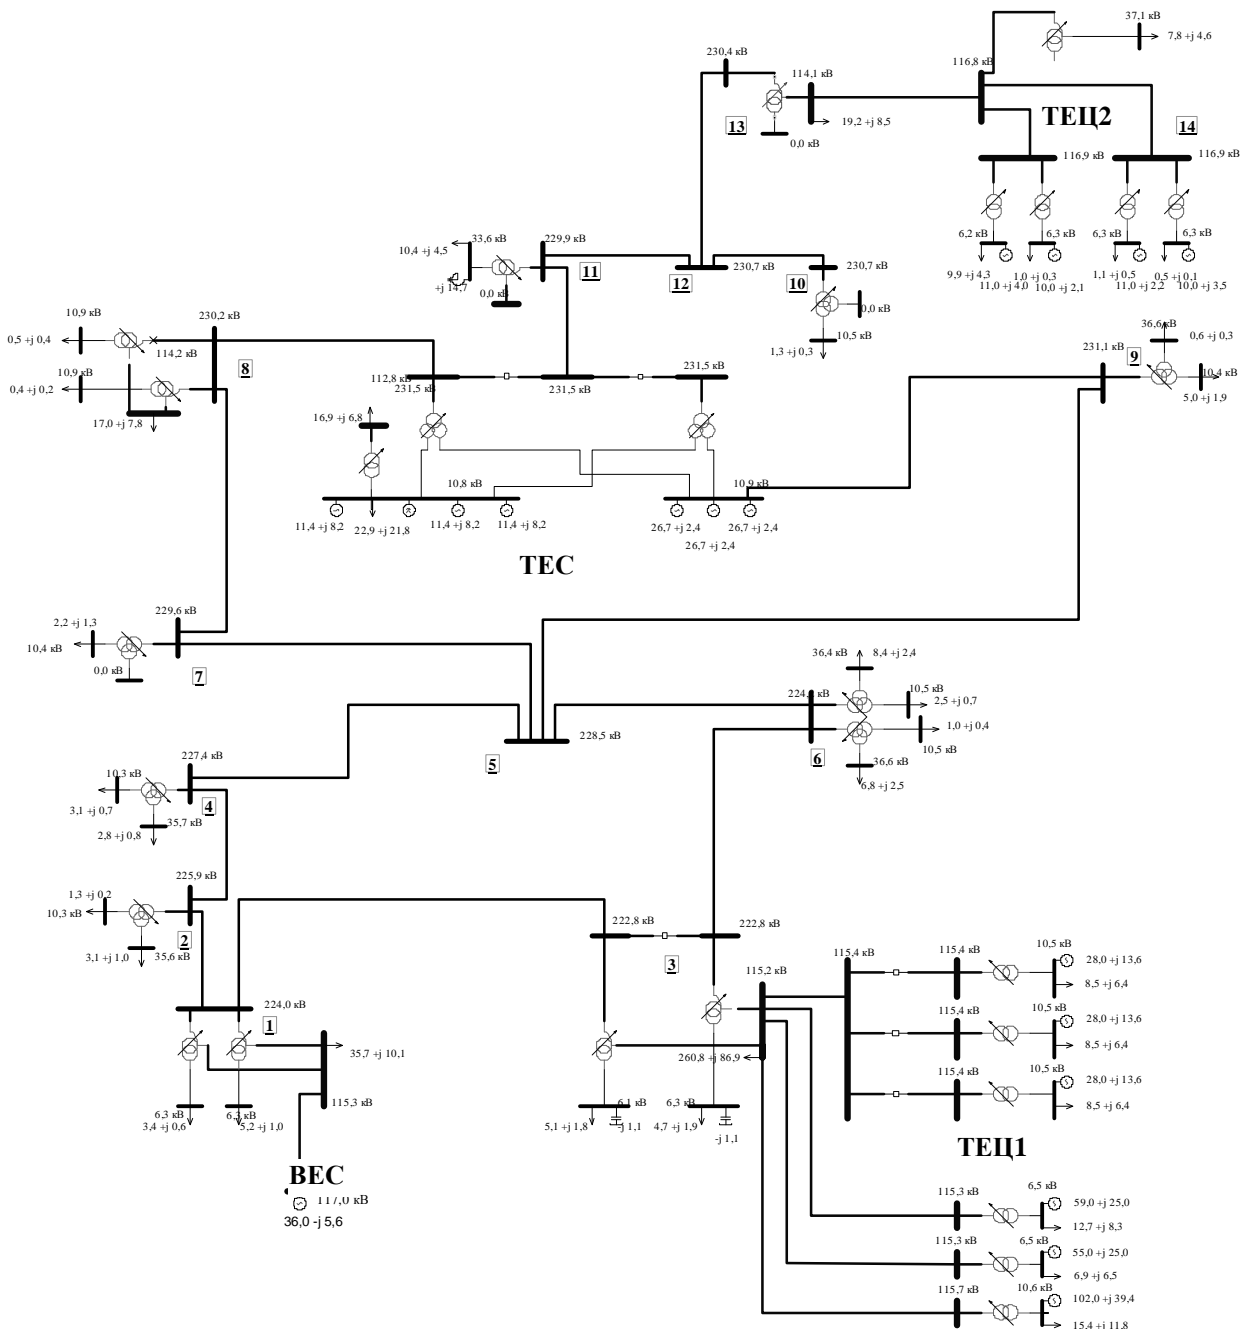 37,1 кВ
7,8 +j 4,6
230,4 кВ
114,1 кВ
116,8 кВ
ТЕЦ2
13
19,2 +j 8,5
14
0,0 кВ
116,9 кВ
116,9 кВ
6,2 кВ
6,3 кВ
6,3 кВ
6,3 кВ
9,9 +j 4,3
11,0 +j 4,0
1,0 +j 0,3
10,0 +j 2,1
1,1 +j 0,5
11,0 +j 2,2
0,5 +j 0,1
10,0 +j 3,5
33,6 кВ
229,9 кВ
10,4 +j 4,5
11
+j 14,7
0,0 кВ
12
230,7 кВ
10
230,7 кВ
0,0 кВ
10,5 кВ
1,3 +j 0,3
10,9 кВ
230,2 кВ
0,5 +j 0,4
114,2 кВ
8
10,9 кВ
0,4 +j 0,2
17,0 +j 7,8
112,8 кВ
231,5 кВ
231,5 кВ
231,5 кВ
36,6 кВ
0,6 +j 0,3
231,1 кВ
9
10,4 кВ
5,0 +j 1,9
16,9 +j 6,8
10,8 кВ
10,9 кВ
11,4 +j 8,2
22,9 +j 21,8
11,4 +j 8,2
11,4 +j 8,2
26,7 +j 2,4
26,7 +j 2,4
26,7 +j 2,4
ТЕС
229,6 кВ
2,2 +j 1,3
10,4 кВ
0,0 кВ
7
36,4 кВ
8,4 +j 2,4
10,5 кВ
2,5 +j 0,7
1,0 +j 0,4
10,5 кВ
6
36,6 кВ
6,8 +j 2,5
228,5 кВ
5
227,4 кВ
10,3 кВ
3,1 +j 0,7
4
35,7 кВ
2,8 +j 0,8
225,9 кВ
1,3 +j 0,2
10,3 кВ
2
3,1 +j 1,0
35,6 кВ
222,8 кВ
222,8 кВ
3
224,0 кВ
1
35,7 +j 10,1
115,3 кВ
6,3 кВ
3,4 +j 0,6
6,3 кВ
5,2 +j 1,0
115,2 кВ
260,8 +j 86,9
6,1 кВ
5,1 +j 1,8
-j 1,1
6,3 кВ
4,7 +j 1,9
-j 1,1
115,4 кВ
115,4 кВ
10,5 кВ
28,0 +j 13,6
8,5 +j 6,4
115,4 кВ
10,5 кВ
28,0 +j 13,6
8,5 +j 6,4
115,4 кВ
10,5 кВ
28,0 +j 13,6
8,5 +j 6,4
ТЕЦ1
ВЕС
117,0 кВ
36,0 -j 5,6
115,3 кВ
6,5 кВ
59,0 +j 25,0
12,7 +j 8,3
115,3 кВ
6,5 кВ
55,0 +j 25,0
6,9 +j 6,5
115,7 кВ
10,6 кВ
102,0 +j 39,4
15,4 +j 11,8